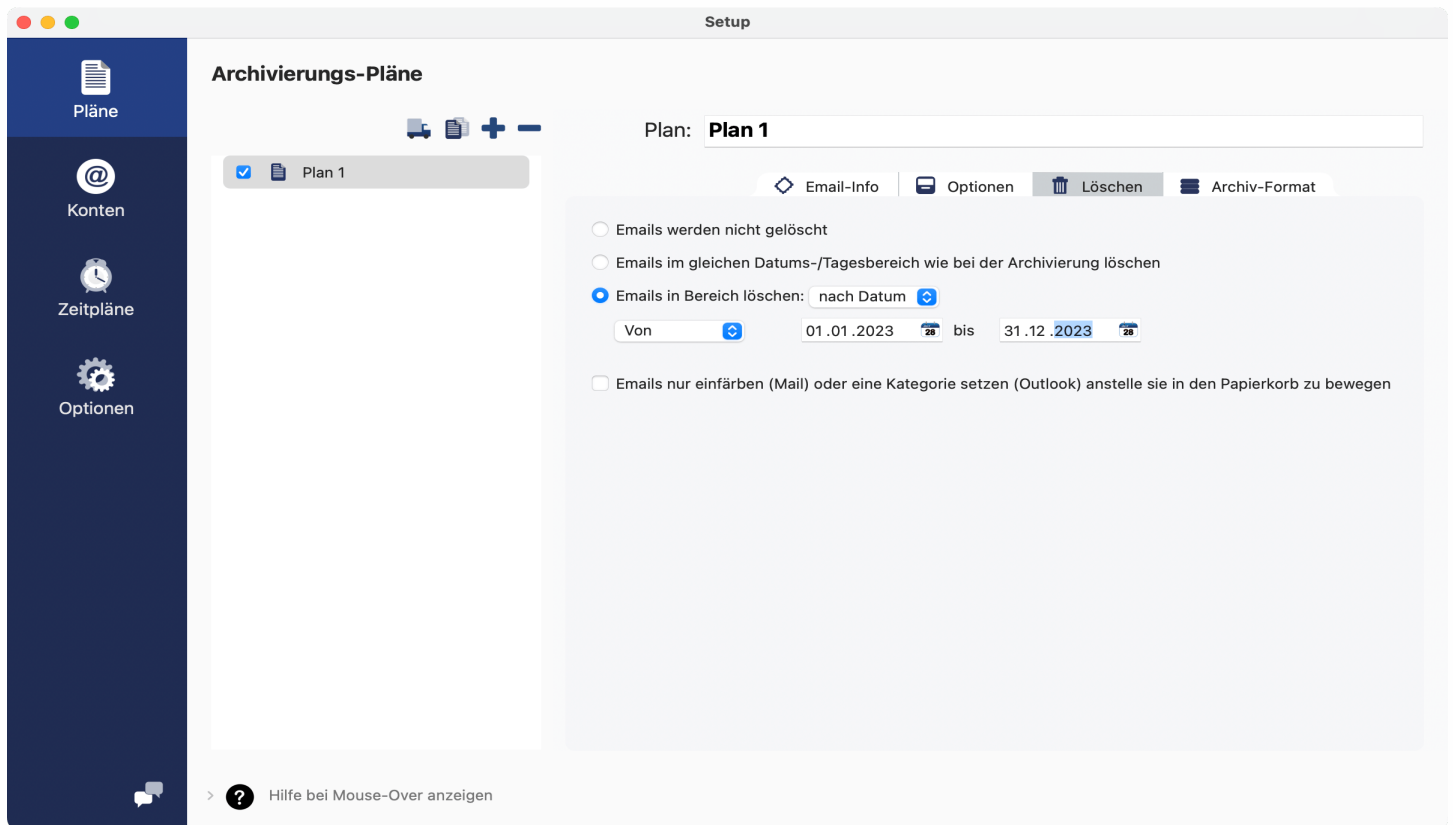 Setup
Pläne
Konten
Zeitpläne
Optionen
Archivierungs-Pläne
Plan 1
Plan: Plan 1
Email-Info Optionen Löschen Archiv-Format
Emails werden nicht gelöscht
Emails im gleichen Datums-/Tagesbereich wie bei der Archivierung löschen
Emails in Bereich löschen: nach Datum
Von 01.01.2023 28 bis 31.12.2023 28
Emails nur einfärben (Mail) oder eine Kategorie setzen (Outlook) anstelle sie in den Papierkorb zu bewegen
? Hilfe bei Mouse-Over anzeigen